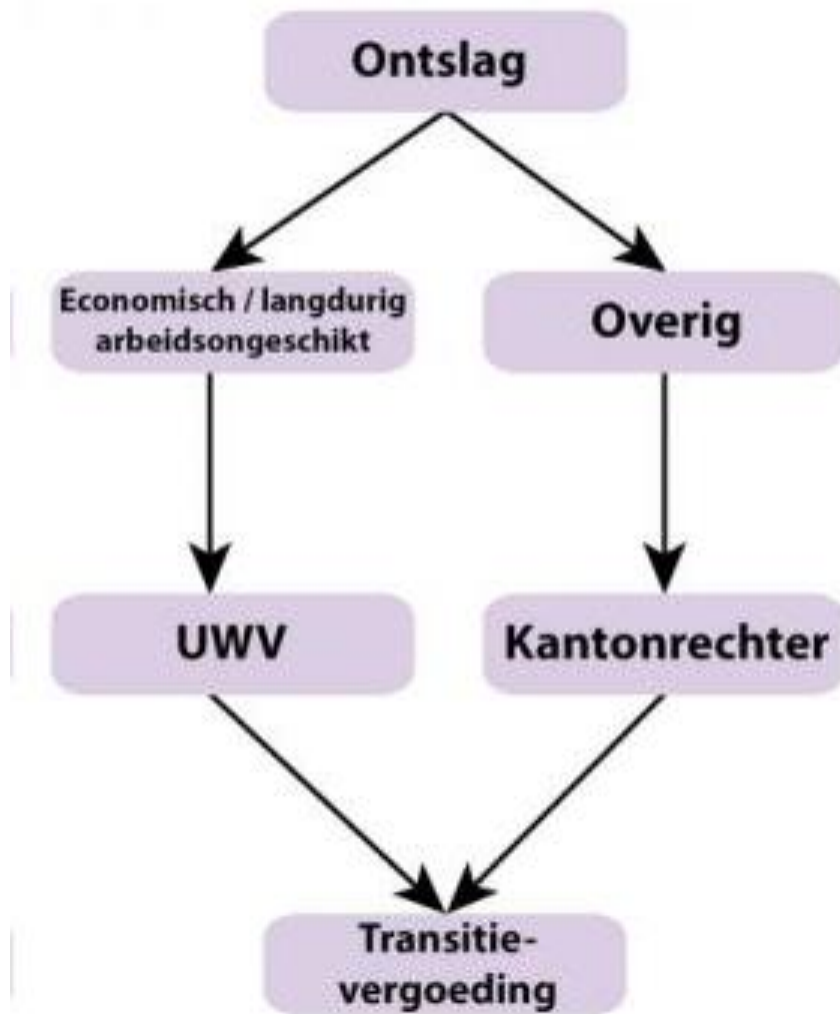 Ontslag
Economisch / langdurig
arbeidsongeschikt
Overig
UWV
Kantonrechter
Transitie-
vergoeding